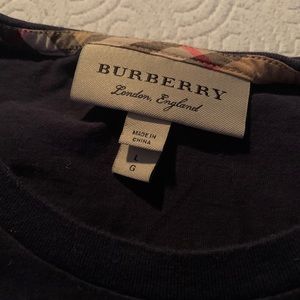 BURBERRY
London, England
MADE IN
CHINA
L
G